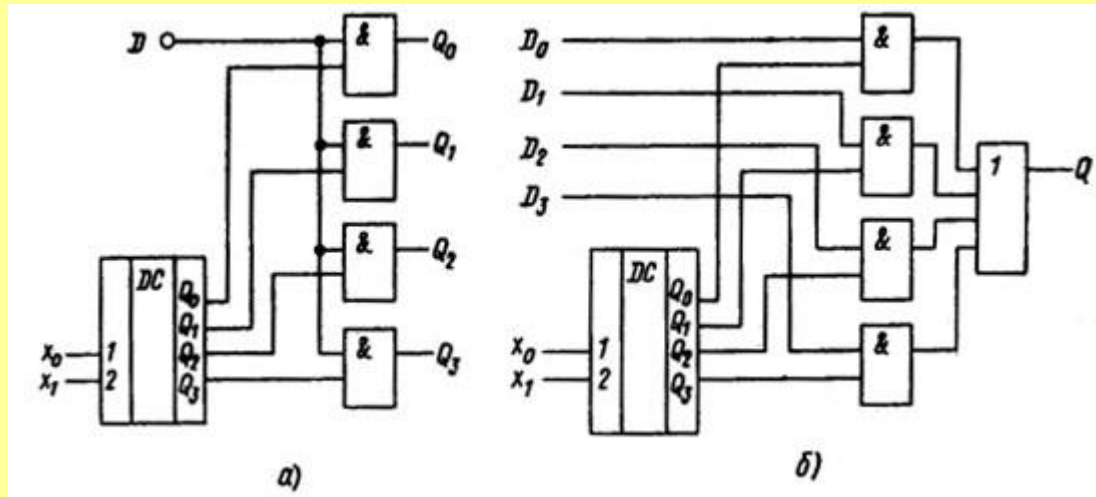 D & Q₀
& Q₁
& Q₂
& Q₃
DC
Q₀
Q₁
Q₂
Q₃
x₀ 1
x₁ 2
а)
D₀ &
D₁
D₂ &
D₃
&
&
1 Q
DC
Q₀
Q₁
Q₂
Q₃
x₀ 1
x₁ 2
б)